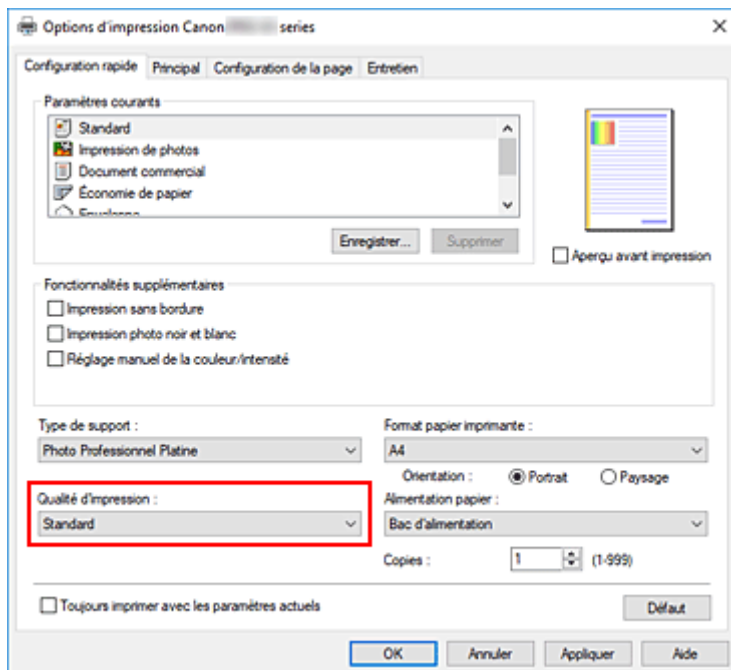 Options d'impression Canon series
Configuration rapide Principal Configuration de la page Entretien
Paramètres courants
Standard
Impression de photos
Document commercial
Économie de papier
Enregistrer... Supprimer
Aperçu avant impression
Fonctionnalités supplémentaires
Impression sans bordure
Impression photo noir et blanc
Réglage manuel de la couleur/intensité
Type de support : Format papier imprimante :
Photo Professionnel Platine A4
Orientation : Portrait Paysage
Qualité d'impression : Alimentation papier :
Standard Bac d'alimentation
Copies : 1 (1-999)
Toujours imprimer avec les paramètres actuels Défaut
OK Annuler Appliquer Aide